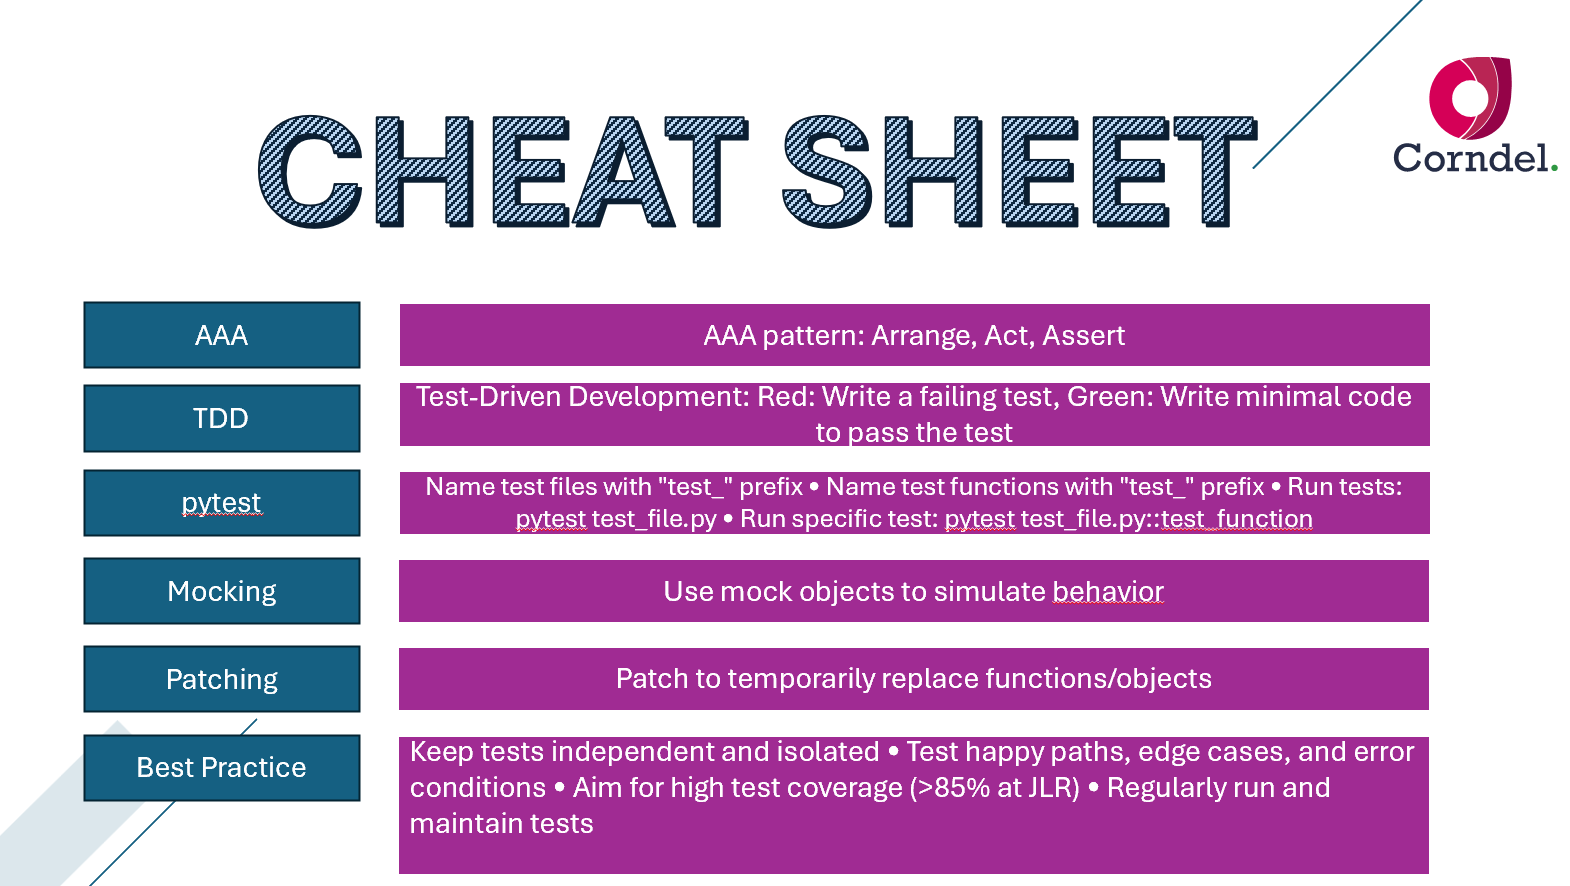 Corndel.
CHEAT SHEET
AAA
AAA pattern: Arrange, Act, Assert
TDD
Test-Driven Development: Red: Write a failing test, Green: Write minimal code
to pass the test
pytest
Name test files with "test_" prefix • Name test functions with "test_" prefix • Run tests:
pytest test_file.py • Run specific test: pytest test_file.py::test_function
Mocking
Use mock objects to simulate behavior
Patching
Patch to temporarily replace functions/objects
Best Practice
Keep tests independent and isolated • Test happy paths, edge cases, and error
conditions • Aim for high test coverage (>85% at JLR) • Regularly run and
maintain tests